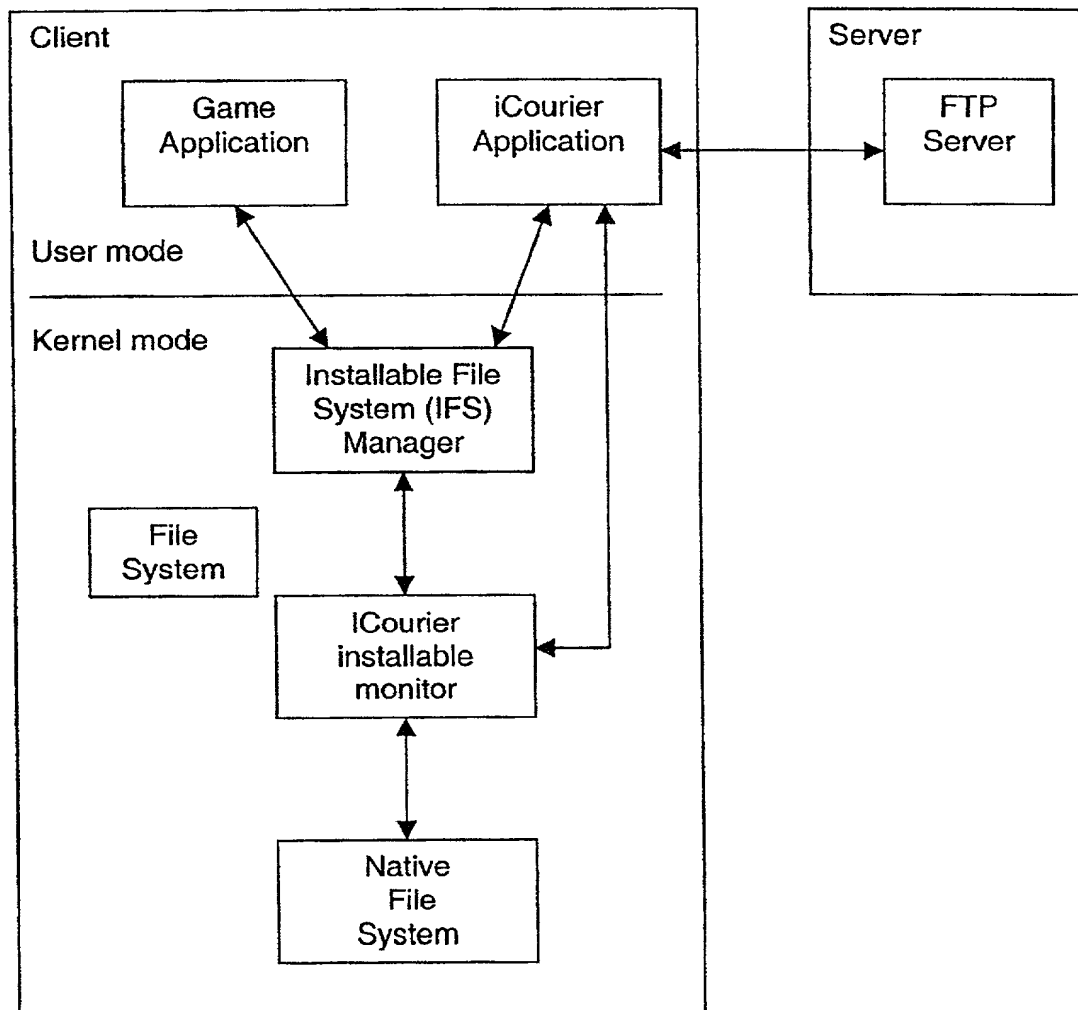 Client
Server
Game
Application
iCourier
Application
FTP
Server
User mode
Kernel mode
Installable File
System (IFS)
Manager
File
System
ICourier
installable
monitor
Native
File
System